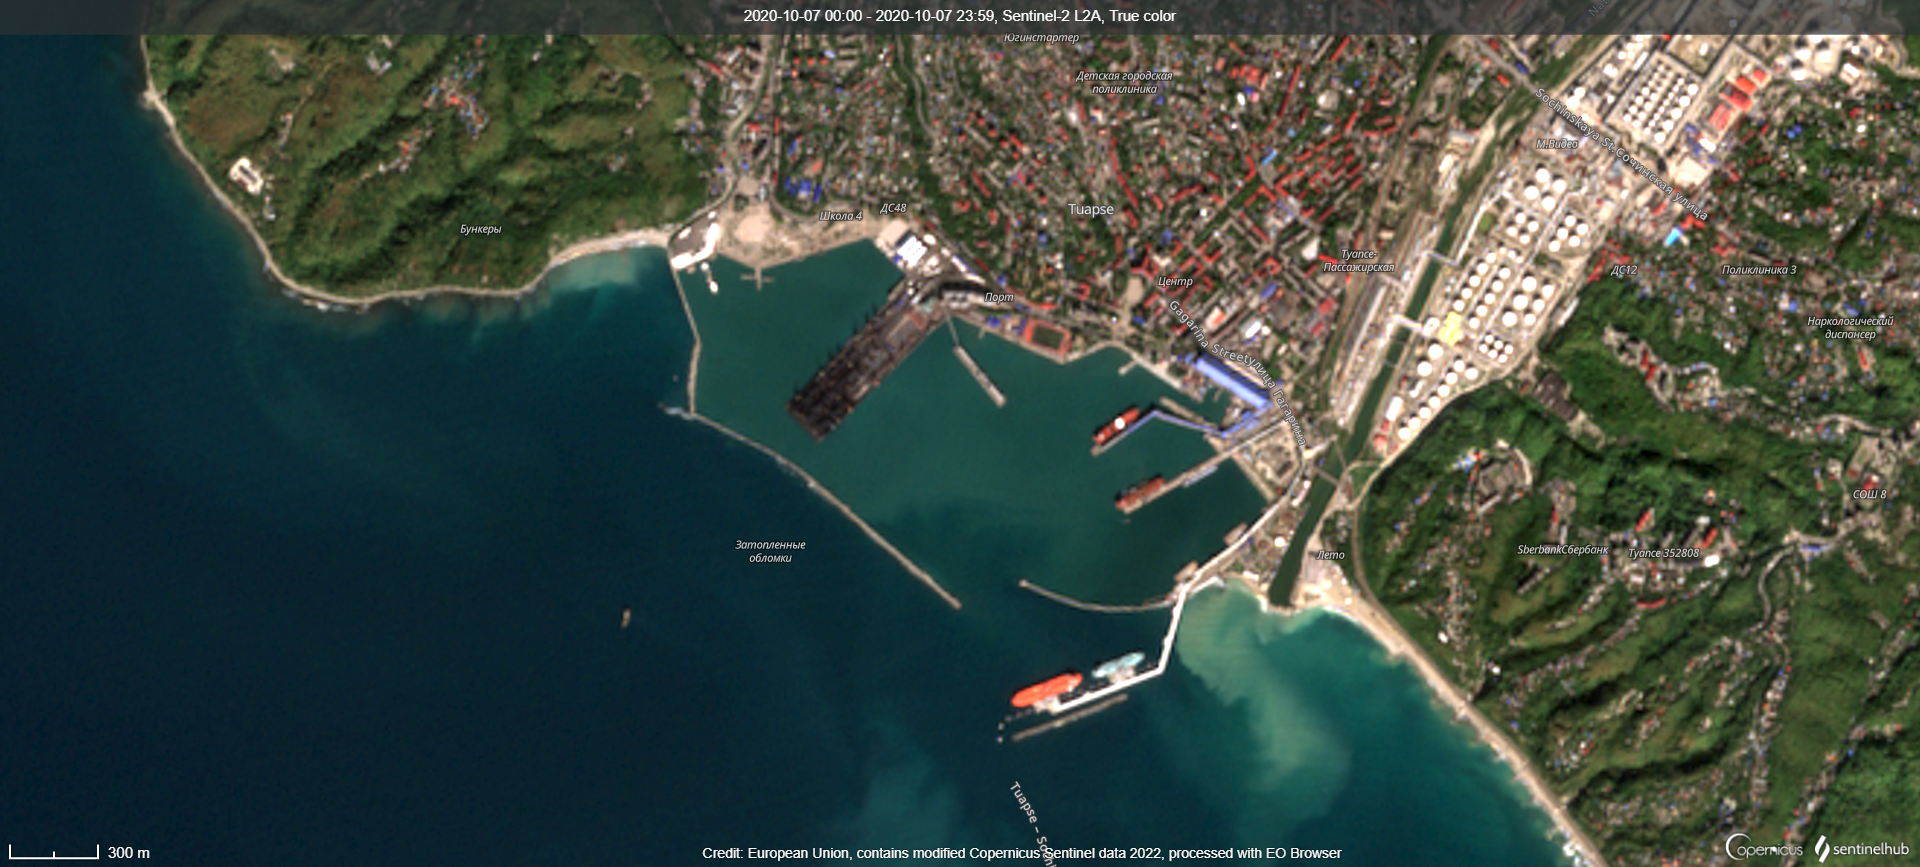 2020-10-07 00:00 - 2020-10-07 23:59, Sentinel-2 L2A, True color
Югинстартер
Детская городская
поликлиника
Sochinskaya St.Сочинская улица
М.Видео
Школа 4
ДС48
Tuapse
Бункеры
Туапсе-
Пассажирская
ДС12
Поликлиника 3
Центр
Порт
Gagarina Streetулица Гагарина
Наркологический
диспансер
СОШ 8
Затопленные
обломки
Лето
SberbankСбербанк
Туапсе 352808
Tuapse – Sochi
300 m
Credit: European Union, contains modified Copernicus Sentinel data 2022, processed with EO Browser
Copernicus
sentinelhub